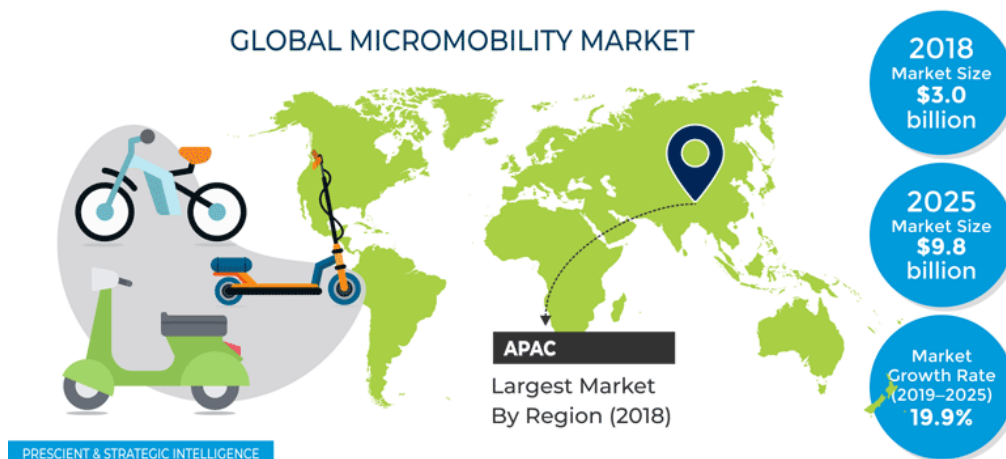 GLOBAL MICROMOBILITY MARKET
2018
Market Size
$3.0
billion
2025
Market Size
$9.8
billion
Market
Growth Rate
(2019–2025)
19.9%
APAC
Largest Market
By Region (2018)
PRESCIENT & STRATEGIC INTELLIGENCE